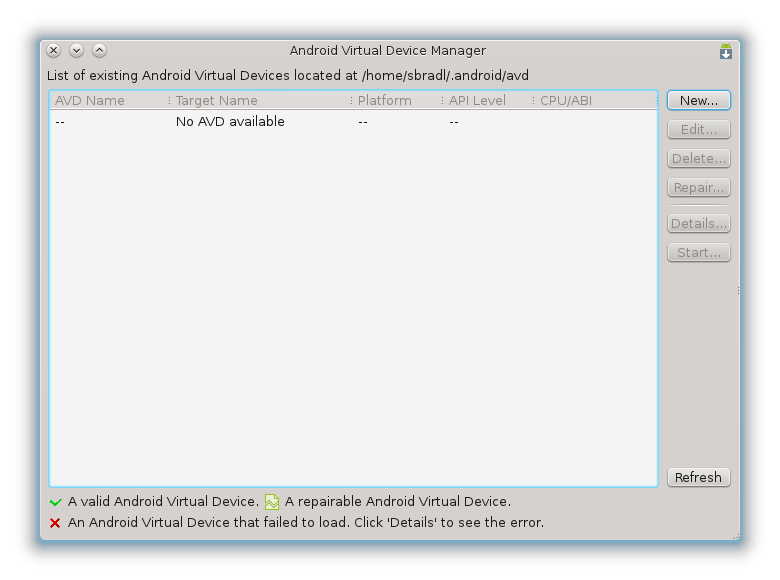 Android Virtual Device Manager
List of existing Android Virtual Devices located at /home/sbradl/.android/avd
AVD Name Target Name Platform API Level CPU/ABI
-- No AVD available -- --
New...
Edit...
Delete...
Repair...
Details...
Start...
Refresh
A valid Android Virtual Device. A repairable Android Virtual Device.
An Android Virtual Device that failed to load. Click 'Details' to see the error.